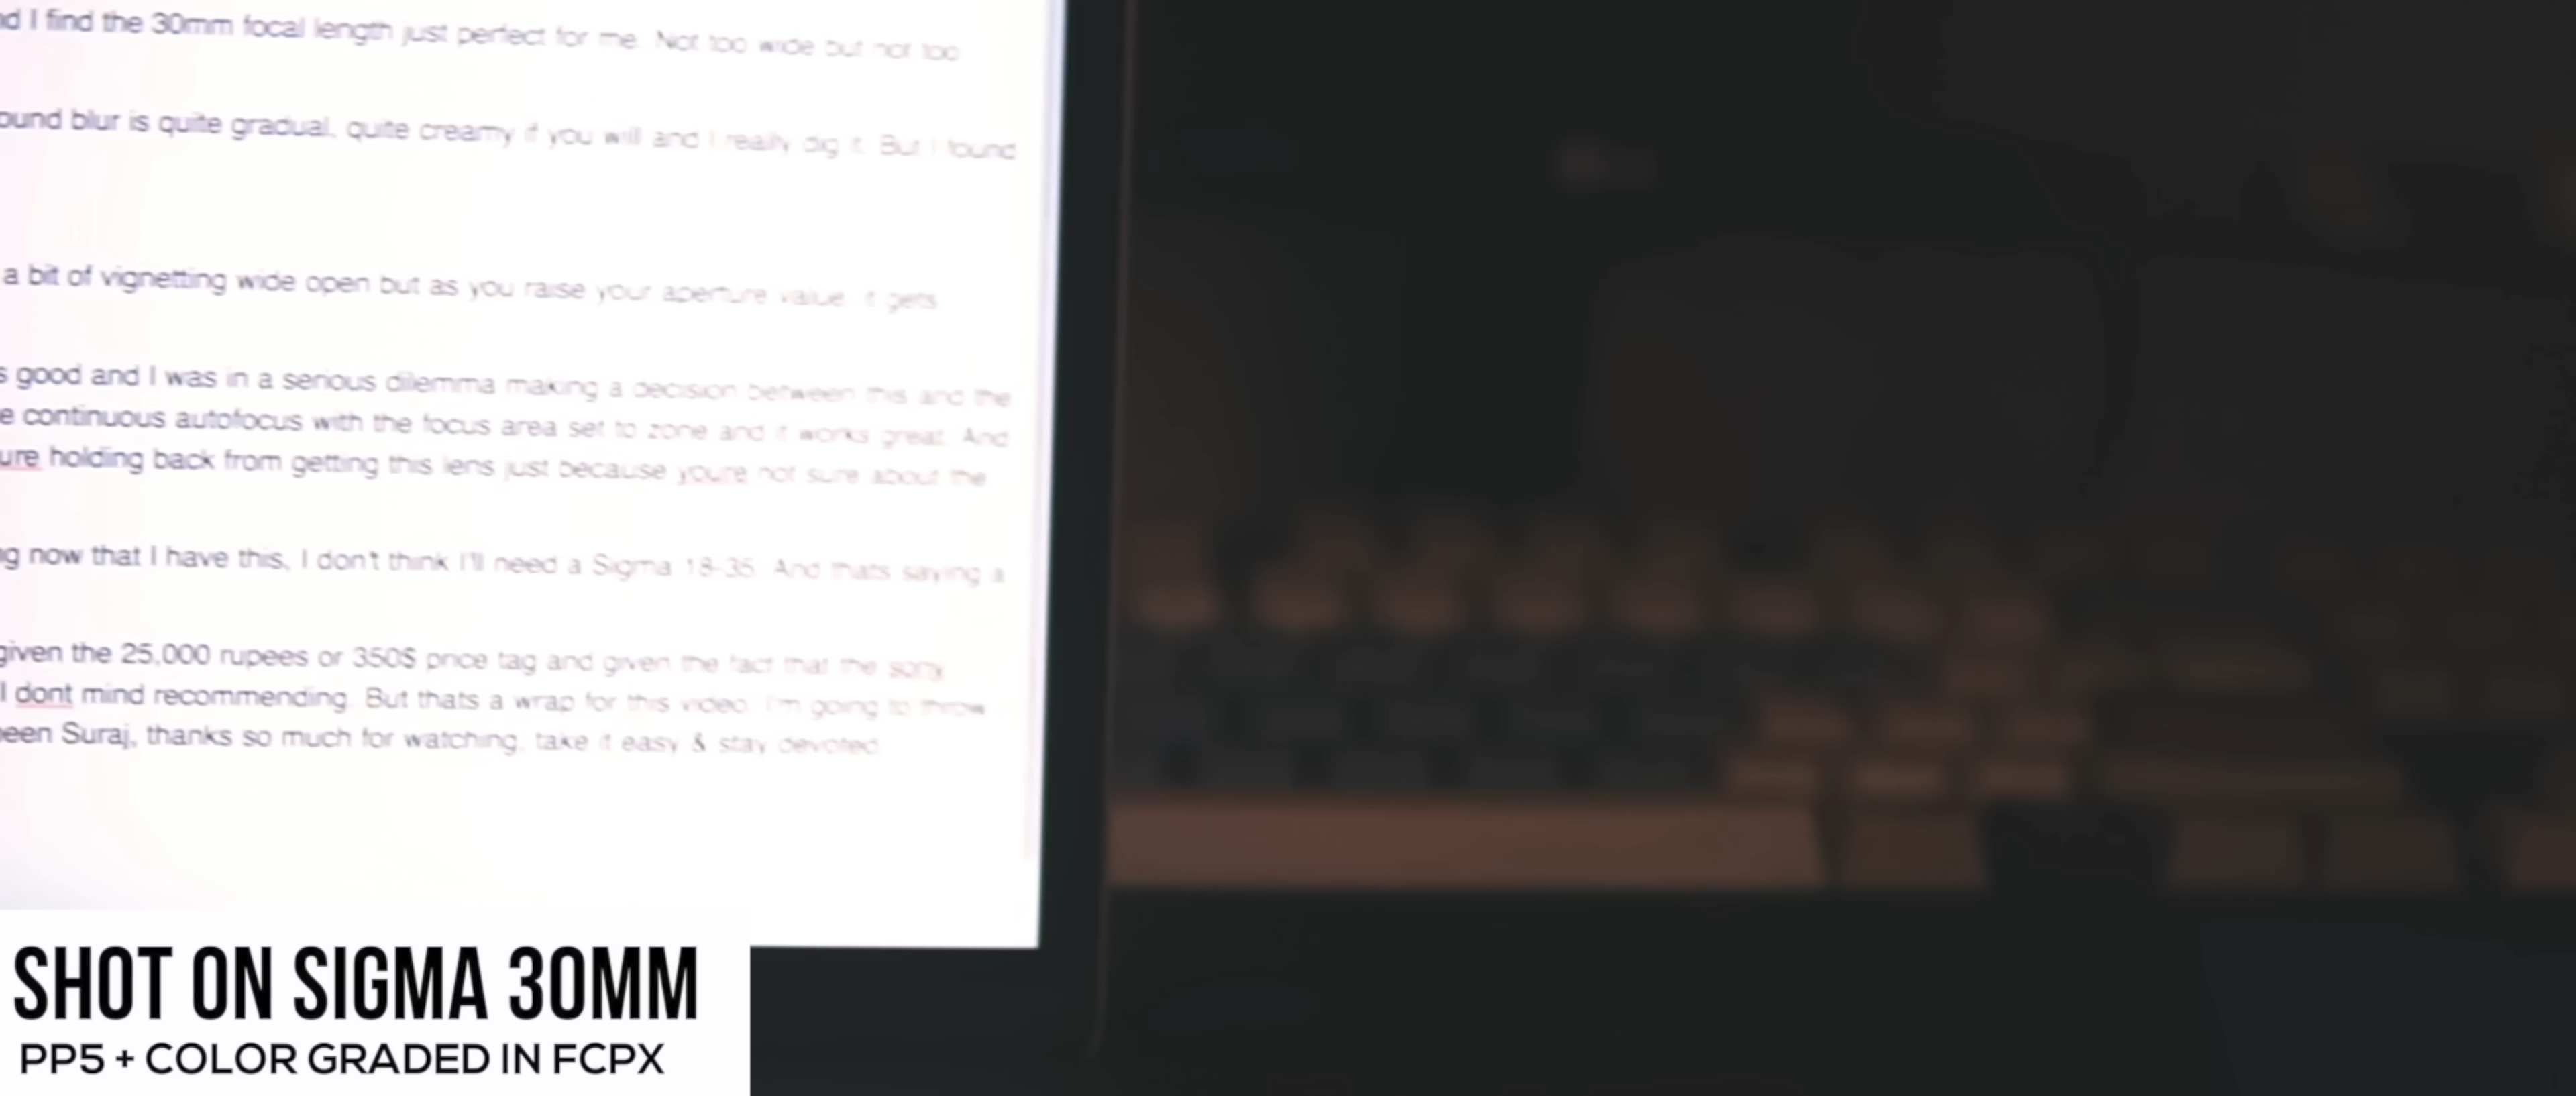 d I find the 30mm focal length just perfect for me. Not too wide but not too
ound blur is quite gradual, quite creamy if you will and I really dig it. But I found
a bit of vignetting wide open but as you raise your aperture value it gets
s good and I was in a serious dilemma making a decision between this and the
e continuous autofocus with the focus area set to zone and it works great. And
ure holding back from getting this lens just because youre not sure about the
g now that I have this, I don't think I'll need a Sigma 18-35. And thats saying a
given the 25,000 rupees or 350$ price tag and given the fact that the sony
I dont mind recommending. But thats a wrap for this video. I'm going to throw
been Suraj, thanks so much for watching, take it easy & stay devoted.
SHOT ON SIGMA 30MM
PP5 + COLOR GRADED IN FCPX